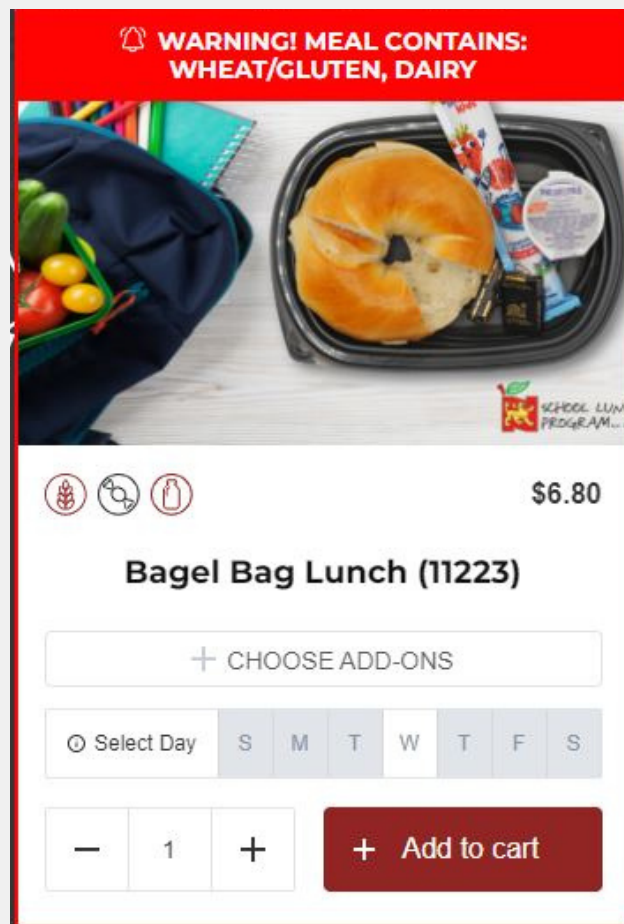 WARNING! MEAL CONTAINS:
WHEAT/GLUTEN, DAIRY
SCHOOL
PROGRAM...
$6.80
Bagel Bag Lunch (11223)
+ CHOOSE ADD-ONS
Select Day S M T W T F S
− 1 + + Add to cart